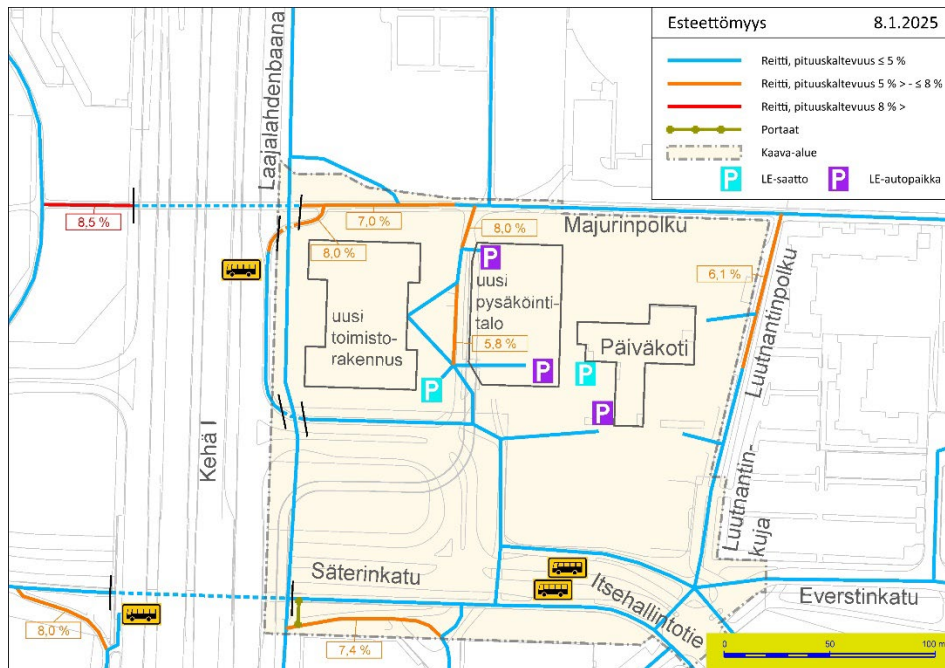 Esteettömyys 8.1.2025
Reitti, pituuskaltevuus ≤ 5 %
Reitti, pituuskaltevuus 5 % > - ≤ 8 %
Reitti, pituuskaltevuus 8 % >
Portaat
Kaava-alue
P LE-saatto P LE-autopaikka
Laajalahdenbaana
8,5 %
7,0 %
8,0 %
8,0 %
Majurinpolku
6,1 %
Luutnantinpolku
P
uusi
toimisto-
rakennus
uusi
pysäköinti-
talo
5,8 %
Päiväkoti
P
P
P
P
Kehä I
Luutnantin-
kuja
Säterinkatu
Itsehallintotie
Everstinkatu
8,0 %
7,4 %
0 50 100 m